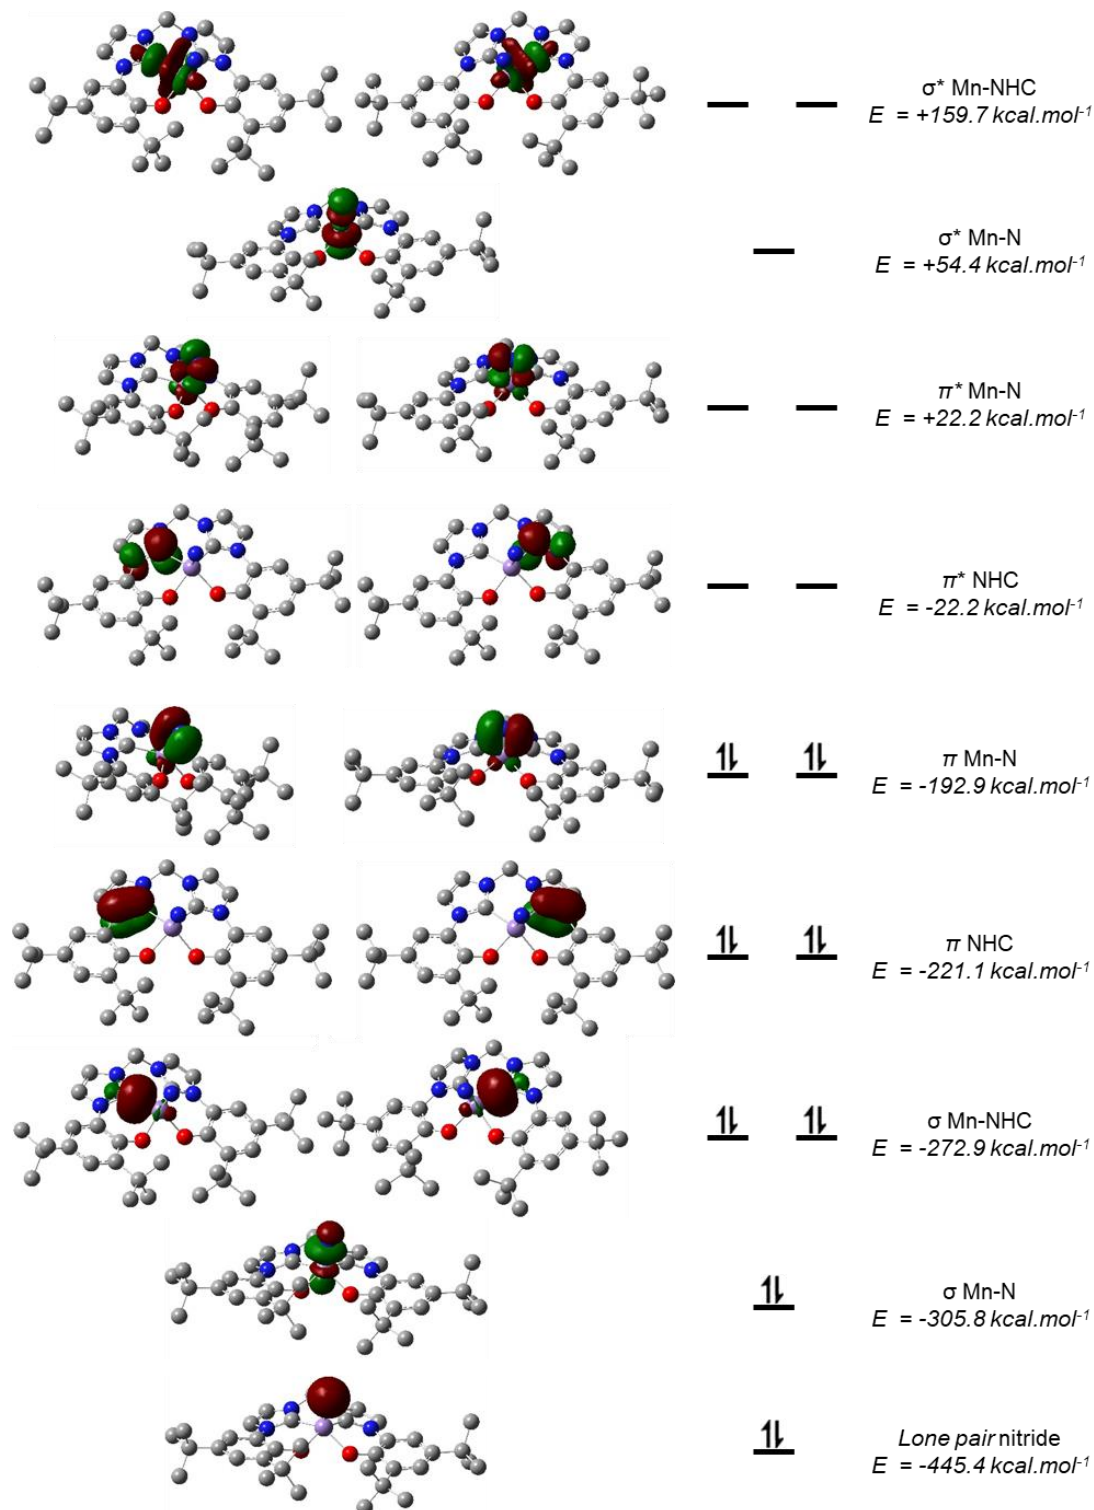 σ* Mn-NHC
E = +159.7 kcal.mol-1
σ* Mn-N
E = +54.4 kcal.mol-1
π* Mn-N
E = +22.2 kcal.mol-1
π* NHC
E = -22.2 kcal.mol-1
π Mn-N
E = -192.9 kcal.mol-1
π NHC
E = -221.1 kcal.mol-1
σ Mn-NHC
E = -272.9 kcal.mol-1
σ Mn-N
E = -305.8 kcal.mol-1
Lone pair nitride
E = -445.4 kcal.mol-1